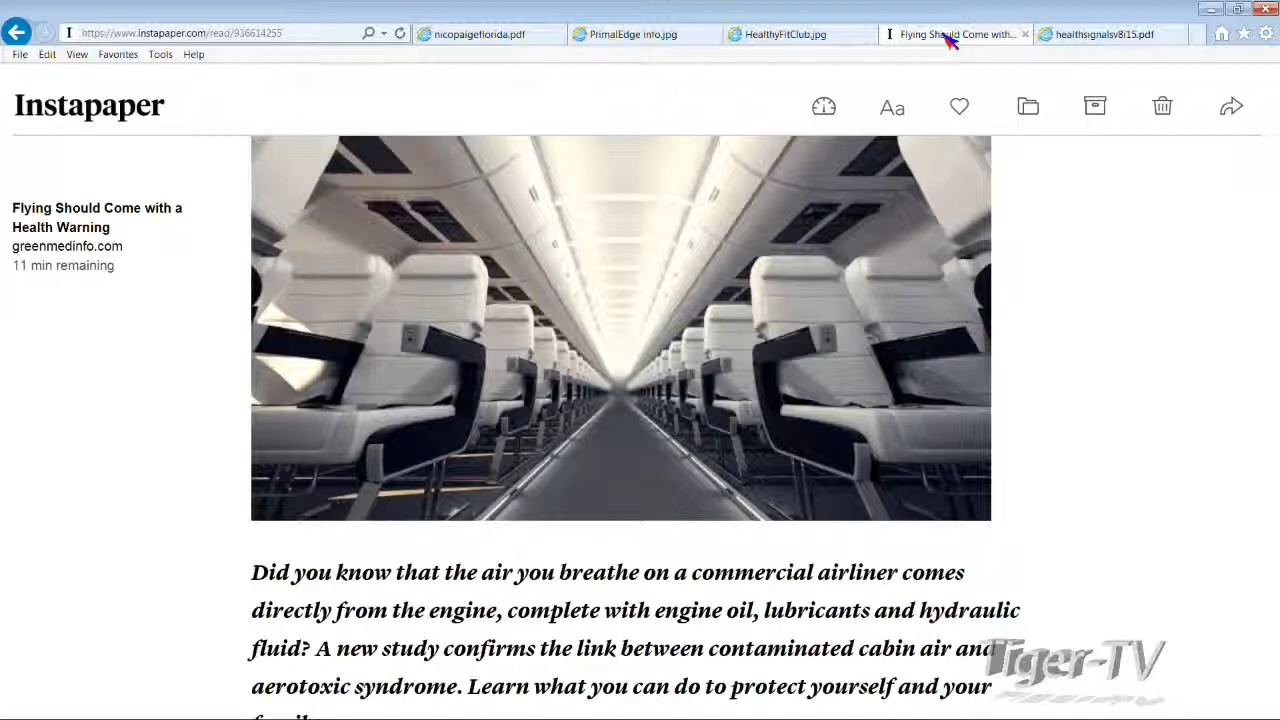 https://www.instapaper.com/read/936614255
nicopaigeflorida.pdf
PrimalEdge info.jpg
HealthyFitClub.jpg
Flying Should Come with...
healthsignalsv8i15.pdf
File Edit View Favorites Tools Help
Instapaper
Aa
Flying Should Come with a
Health Warning
greenmedinfo.com
11 min remaining
Did you know that the air you breathe on a commercial airliner comes
directly from the engine, complete with engine oil, lubricants and hydraulic
fluid? A new study confirms the link between contaminated cabin air and
aerotoxic syndrome. Learn what you can do to protect yourself and your
Tiger-TV